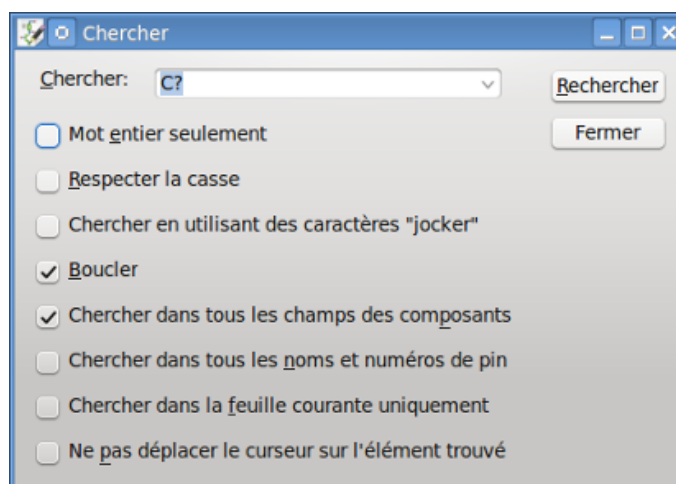 Chercher
Chercher: C? Rechercher
Mot entier seulement Fermer
Respecter la casse
Chercher en utilisant des caractères "jocker"
Boucler
Chercher dans tous les champs des composants
Chercher dans tous les noms et numéros de pin
Chercher dans la feuille courante uniquement
Ne pas déplacer le curseur sur l'élément trouvé